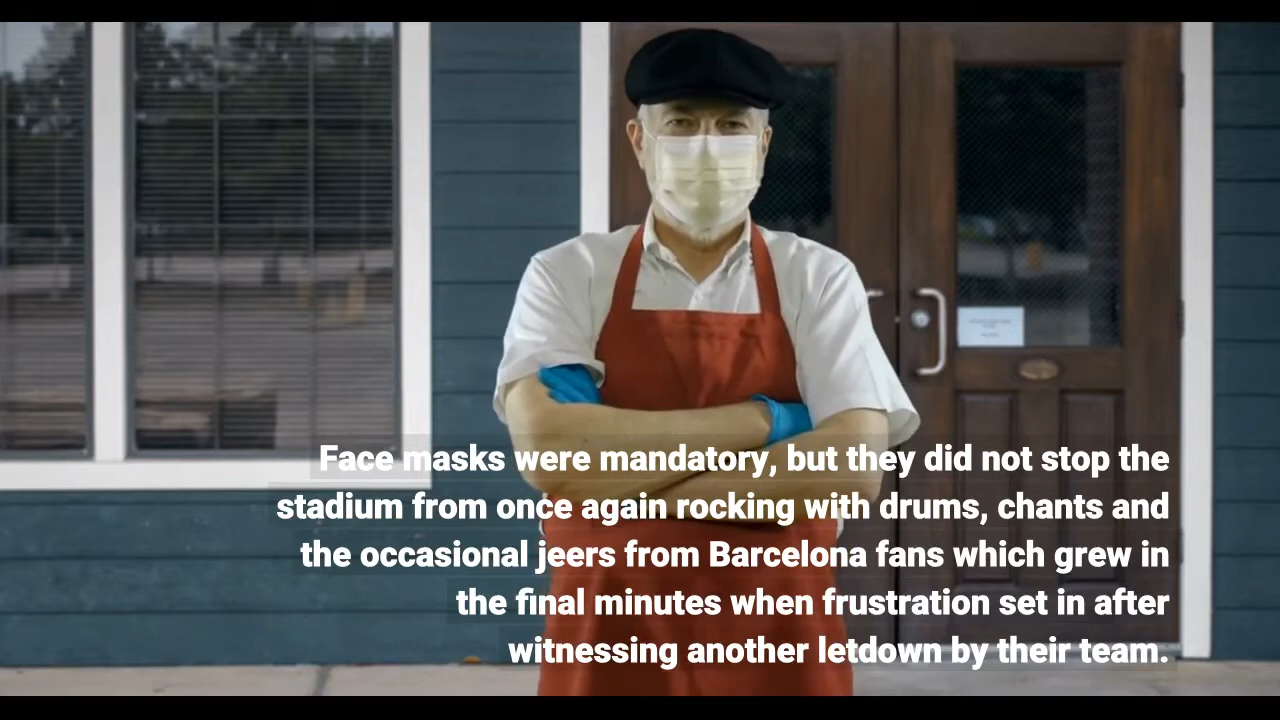 Face masks were mandatory, but they did not stop the
stadium from once again rocking with drums, chants and
the occasional jeers from Barcelona fans which grew in
the final minutes when frustration set in after
witnessing another letdown by their team.